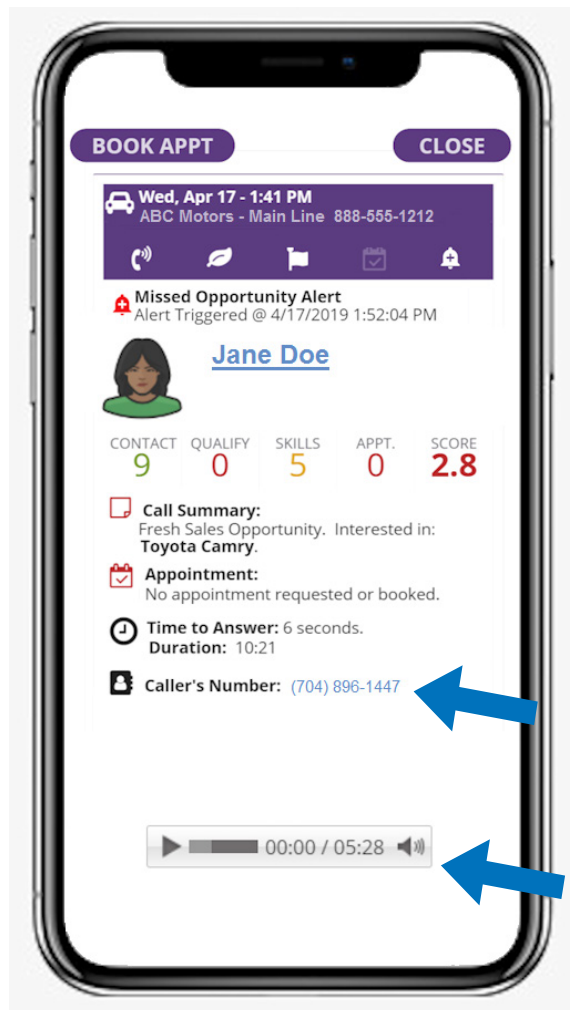 BOOK APPT
CLOSE
Wed, Apr 17 - 1:41 PM
ABC Motors - Main Line 888-555-1212
Missed Opportunity Alert
Alert Triggered @ 4/17/2019 1:52:04 PM
Jane Doe
CONTACT QUALIFY SKILLS APPT. SCORE
9 0 5 0 2.8
Call Summary:
Fresh Sales Opportunity. Interested in:
Toyota Camry.
Appointment:
No appointment requested or booked.
Time to Answer: 6 seconds.
Duration: 10:21
Caller's Number: (704) 896-1447
00:00 / 05:28